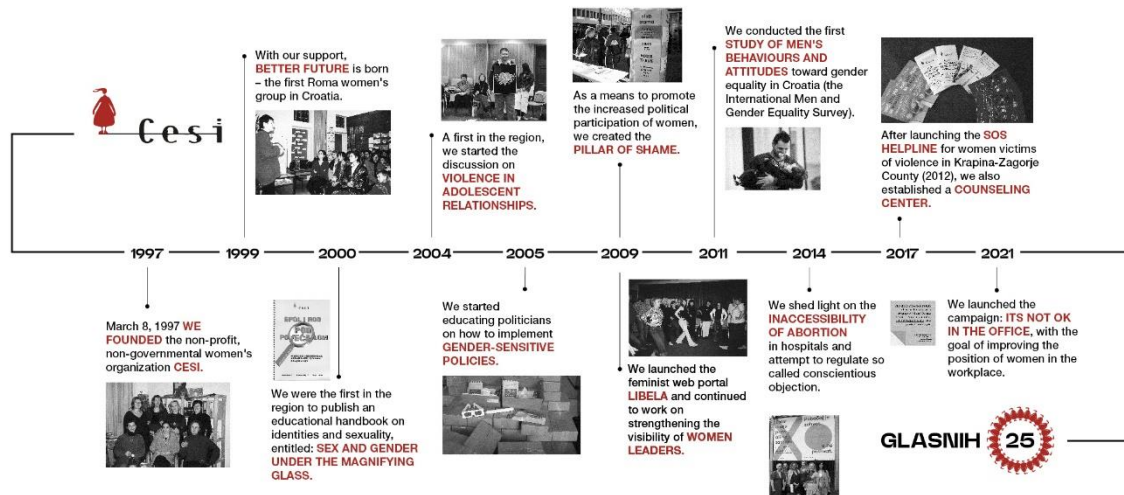 Cesi
With our support,
BETTER FUTURE is born
– the first Roma women's
group in Croatia.
A first in the region,
we started the
discussion on
VIOLENCE IN
ADOLESCENT
RELATIONSHIPS.
As a means to promote
the increased political
participation of women,
we created the
PILLAR OF SHAME.
We conducted the first
STUDY OF MEN'S
BEHAVIOURS AND
ATTITUDES toward gender
equality in Croatia (the
International Men and
Gender Equality Survey).
After launching the SOS
HELPLINE for women victims
of violence in Krapina-Zagorje
County (2012), we also
established a COUNSELING
CENTER.
1997 1999 2000 2004 2005 2009 2011 2014 2017 2021
March 8, 1997 WE
FOUNDED the non-profit,
non-governmental women's
organization CESI.
We were the first in the
region to publish an
educational handbook on
identities and sexuality,
entitled: SEX AND GENDER
UNDER THE MAGNIFYING
GLASS.
We started
educating politicians
on how to implement
GENDER-SENSITIVE
POLICIES.
We launched the
feminist web portal
LIBELA and continued
to work on
strengthening the
visibility of WOMEN
LEADERS.
We shed light on the
INACCESSIBILITY
OF ABORTION
in hospitals and
attempt to regulate so
called conscientious
objection.
We launched the
campaign: IT'S NOT OK
IN THE OFFICE, with the
goal of improving the
position of women in the
workplace.
GLASNIH 25